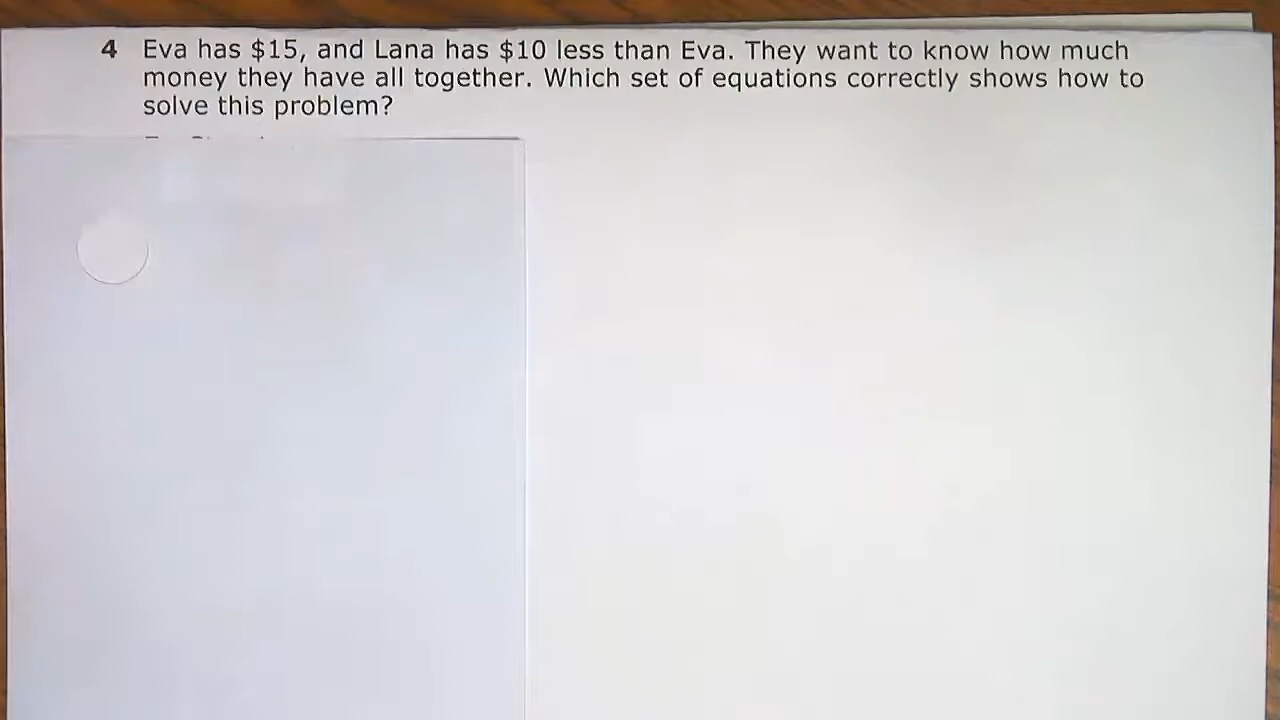 4 Eva has $15, and Lana has $10 less than Eva. They want to know how much
money they have all together. Which set of equations correctly shows how to
solve this problem?